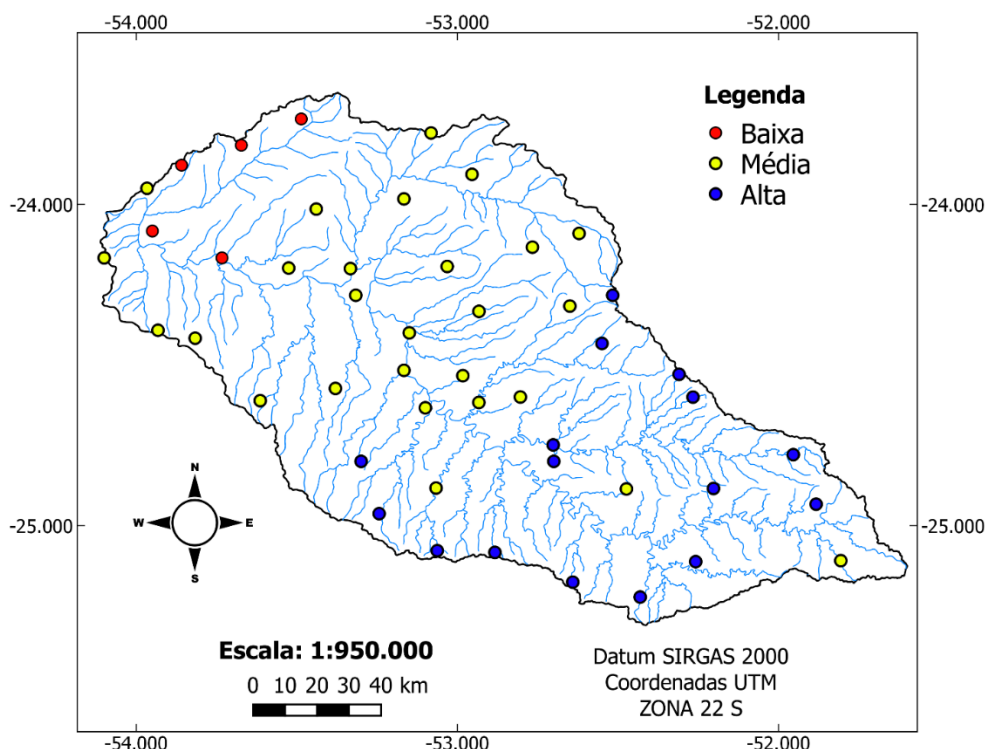 -54.000 -53.000 -52.000
Legenda
Baixa
Média
Alta
-24.000 -24.000
N
W E
S
-25.000 -25.000
Escala: 1:950.000
0 10 20 30 40 km
Datum SIRGAS 2000
Coordenadas UTM
ZONA 22 S
-54.000 -53.000 -52.000